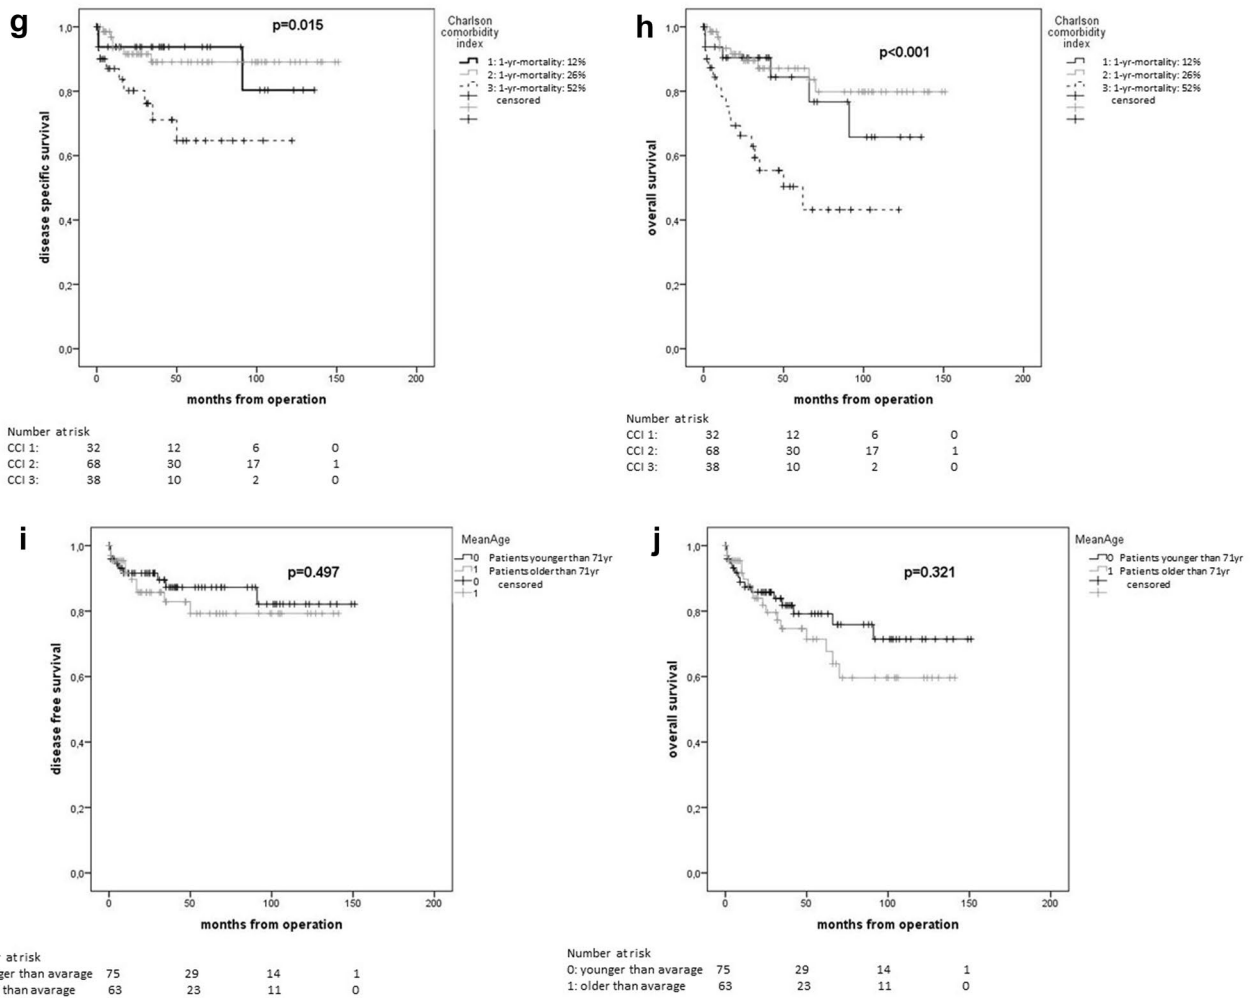 g
p=0.015
Charlson
comorbidity
index
1: 1-yr-mortality: 12%
2: 1-yr-mortality: 26%
3: 1-yr-mortality: 52%
censored
1,0
0,8
0,6
0,4
0,2
0,0
disease specific survival
0 50 100 150 200
months from operation
Number at risk
CCI 1: 32 12 6 0
CCI 2: 68 30 17 1
CCI 3: 38 10 2 0
h
p<0.001
Charlson
comorbidity
index
1: 1-yr-mortality: 12%
2: 1-yr-mortality: 26%
3: 1-yr-mortality: 52%
censored
1,0
0,8
0,6
0,4
0,2
0,0
overall survival
0 50 100 150 200
months from operation
Number at risk
CCI 1: 32 12 6 0
CCI 2: 68 30 17 1
CCI 3: 38 10 2 0
i
p=0.497
MeanAge
0 Patients younger than 71yr
1 Patients older than 71yr
0 censored
1
1,0
0,8
0,6
0,4
0,2
0,0
disease free survival
0 50 100 150 200
months from operation
at risk
ger than avarage 75 29 14 1
than avarage 63 23 11 0
j
p=0.321
MeanAge
0 Patients younger than 71yr
1 Patients older than 71yr
censored
1,0
0,8
0,6
0,4
0,2
0,0
overall survival
0 50 100 150 200
months from operation
Number at risk
0: younger than avarage 75 29 14 1
1: older than avarage 63 23 11 0